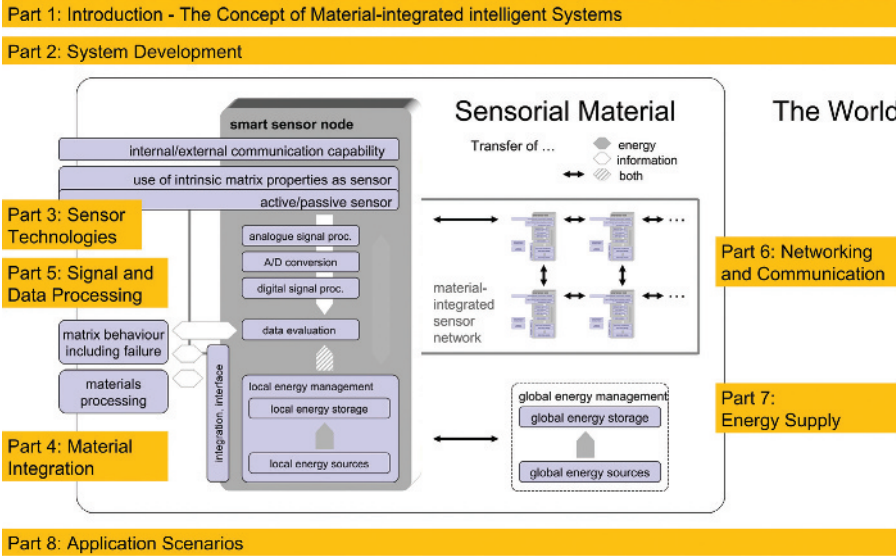 Part 1: Introduction - The Concept of Material-integrated intelligent Systems
Part 2: System Development
Sensorial Material
The World
smart sensor node
Transfer of ...
energy
information
both
internal/external communication capability
use of intrinsic matrix properties as sensor
active/passive sensor
Part 3: Sensor
Technologies
analogue signal proc.
A/D conversion
digital signal proc.
data evaluation
...
...
material-
integrated
sensor
network
Part 6: Networking
and Communication
Part 5: Signal and
Data Processing
matrix behaviour
including failure
materials
processing
integration, interface
local energy management
local energy storage
local energy sources
global energy management
global energy storage
global energy sources
Part 7:
Energy Supply
Part 4: Material
Integration
Part 8: Application Scenarios